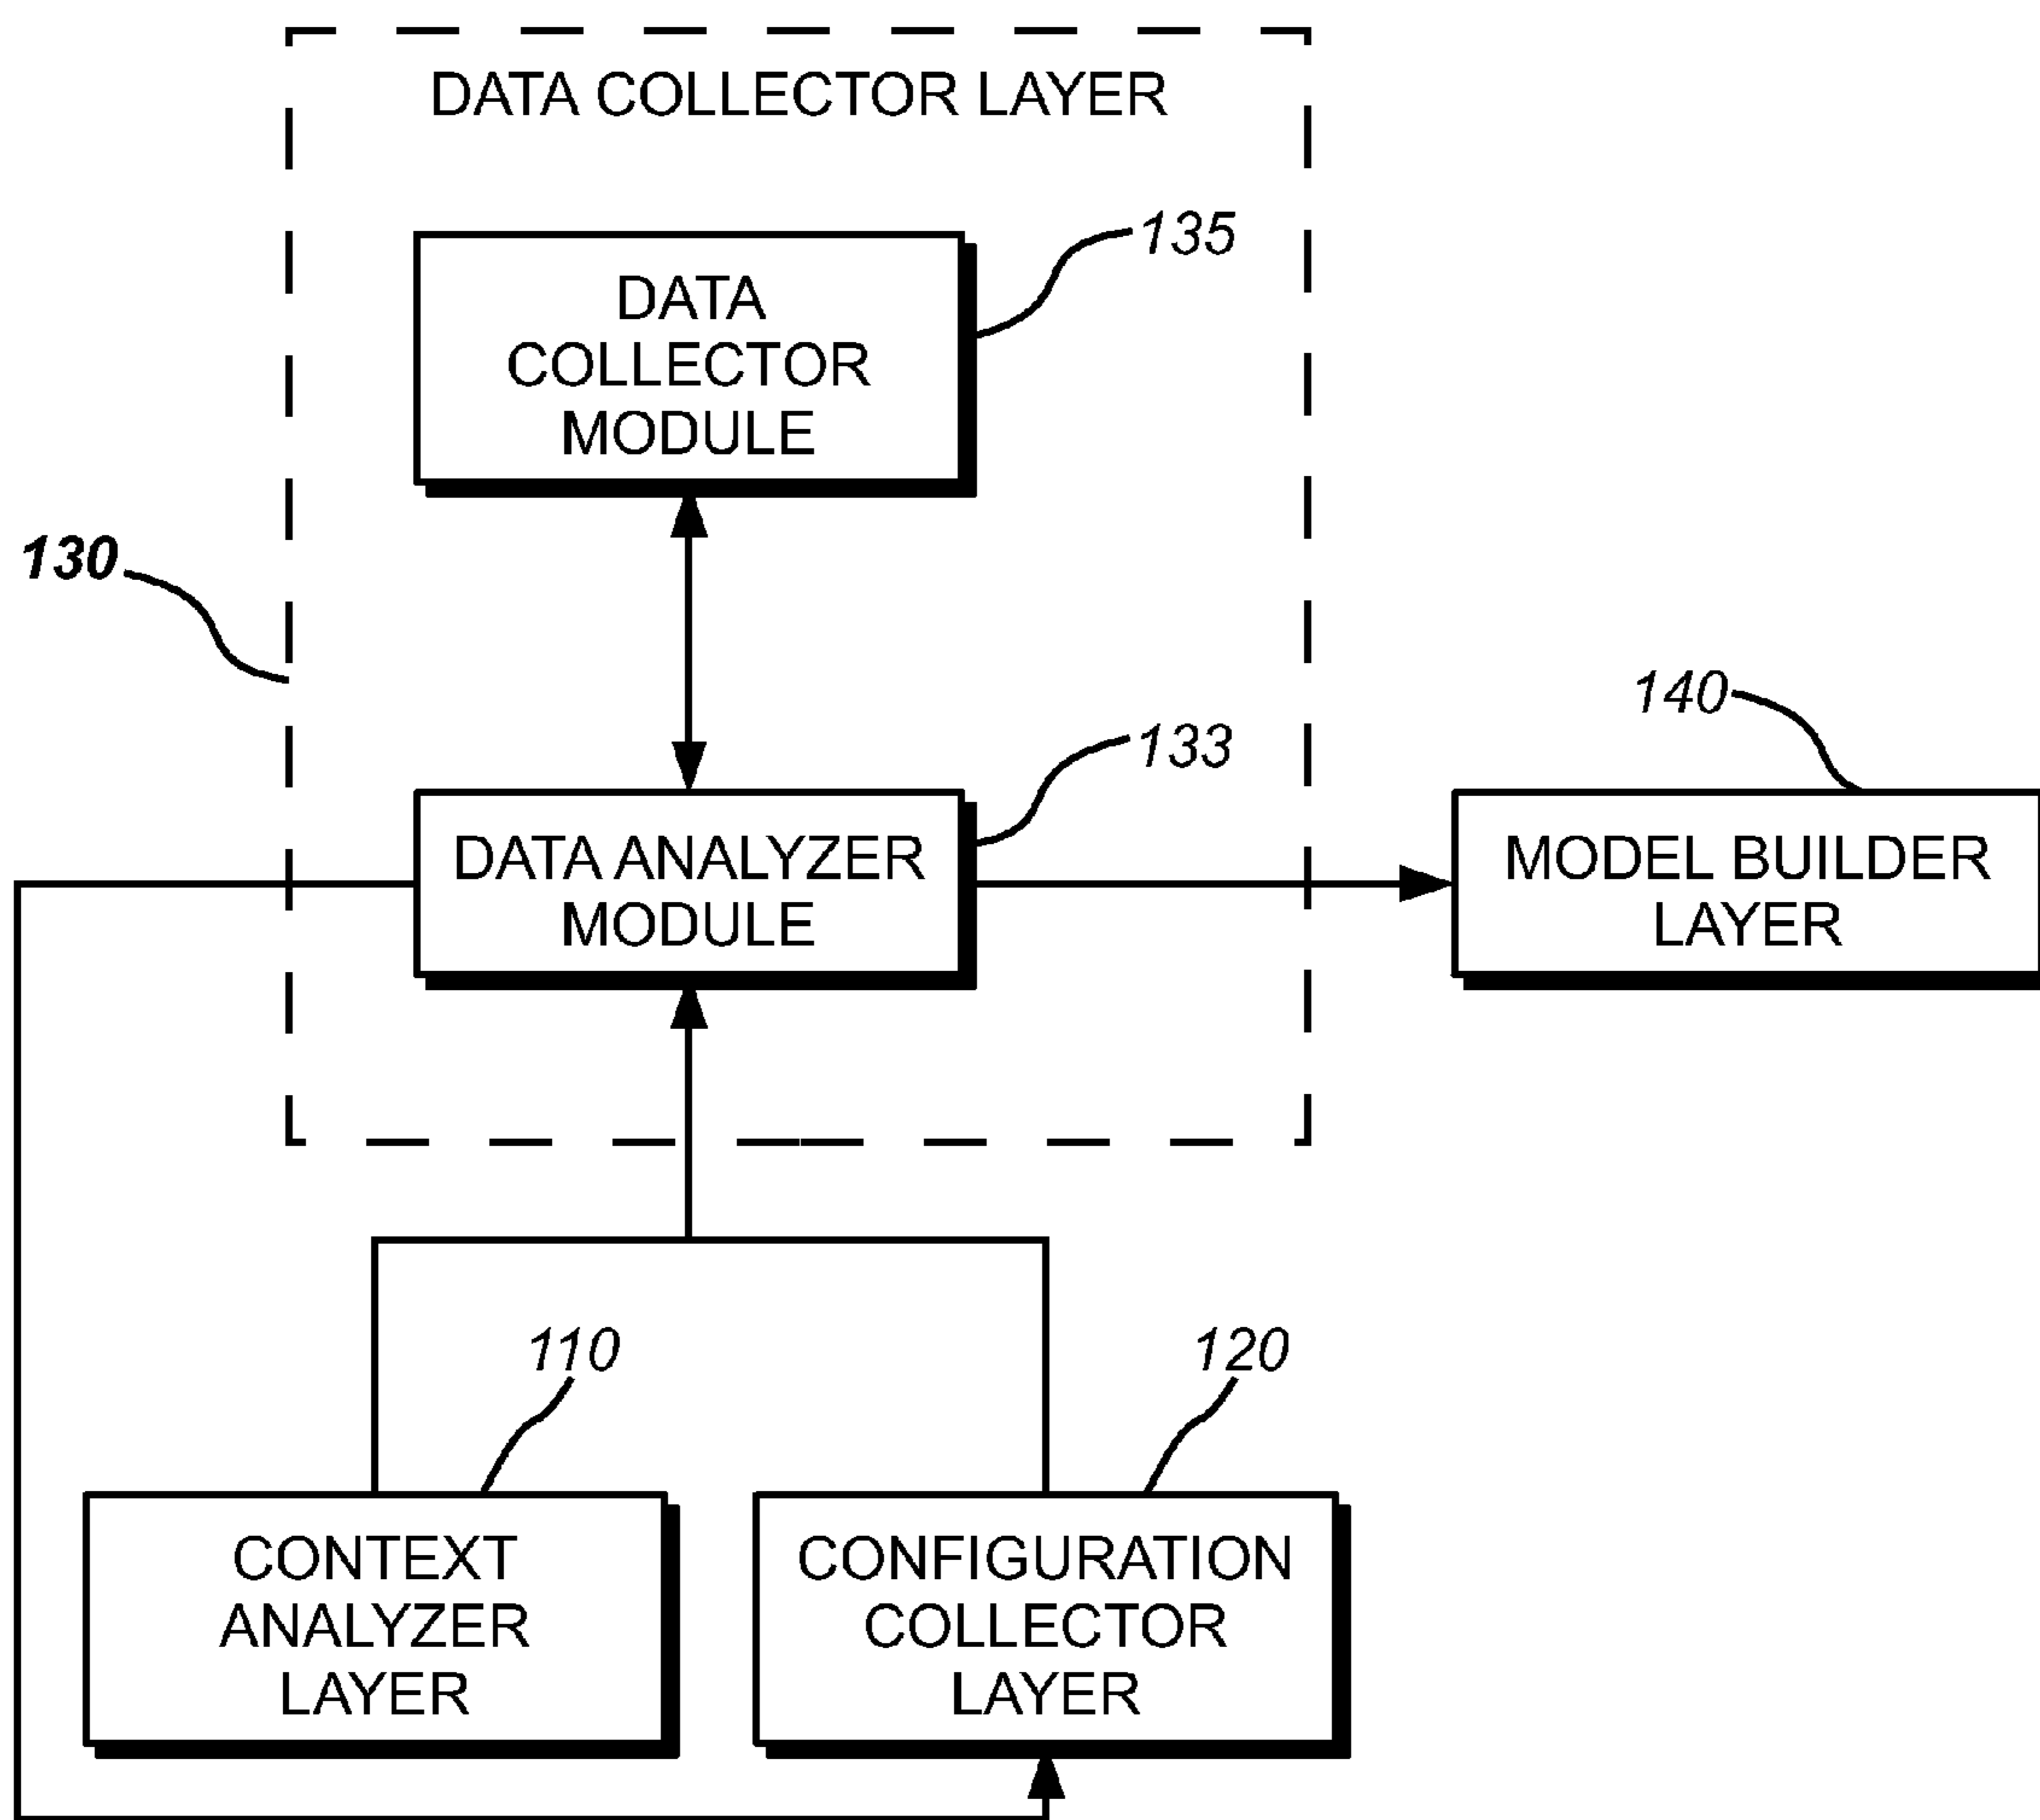 DATA COLLECTOR LAYER
135
DATA
COLLECTOR
MODULE
130
140
133
DATA ANALYZER
MODULE
MODEL BUILDER
LAYER
110
120
CONTEXT
ANALYZER
LAYER
CONFIGURATION
COLLECTOR
LAYER